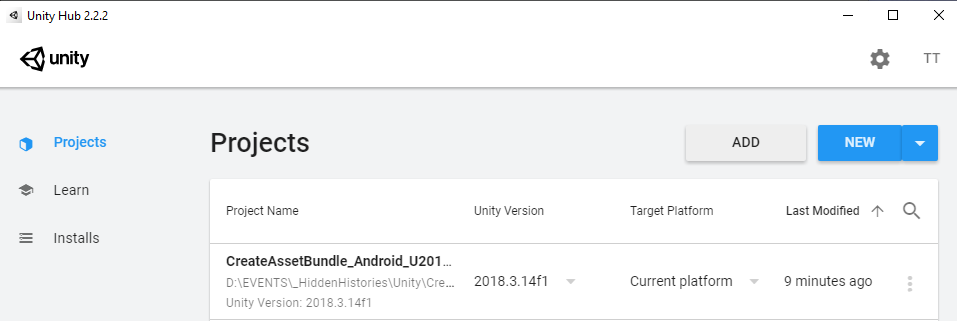 Unity Hub 2.2.2
unity
TT
Projects
Learn
Installs
Projects
ADD
NEW
Project Name
Unity Version
Target Platform
Last Modified
CreateAssetBundle_Android_U201...
D:\EVENTS\_HiddenHistories\Unity\Cre...
Unity Version: 2018.3.14f1
2018.3.14f1
Current platform
9 minutes ago